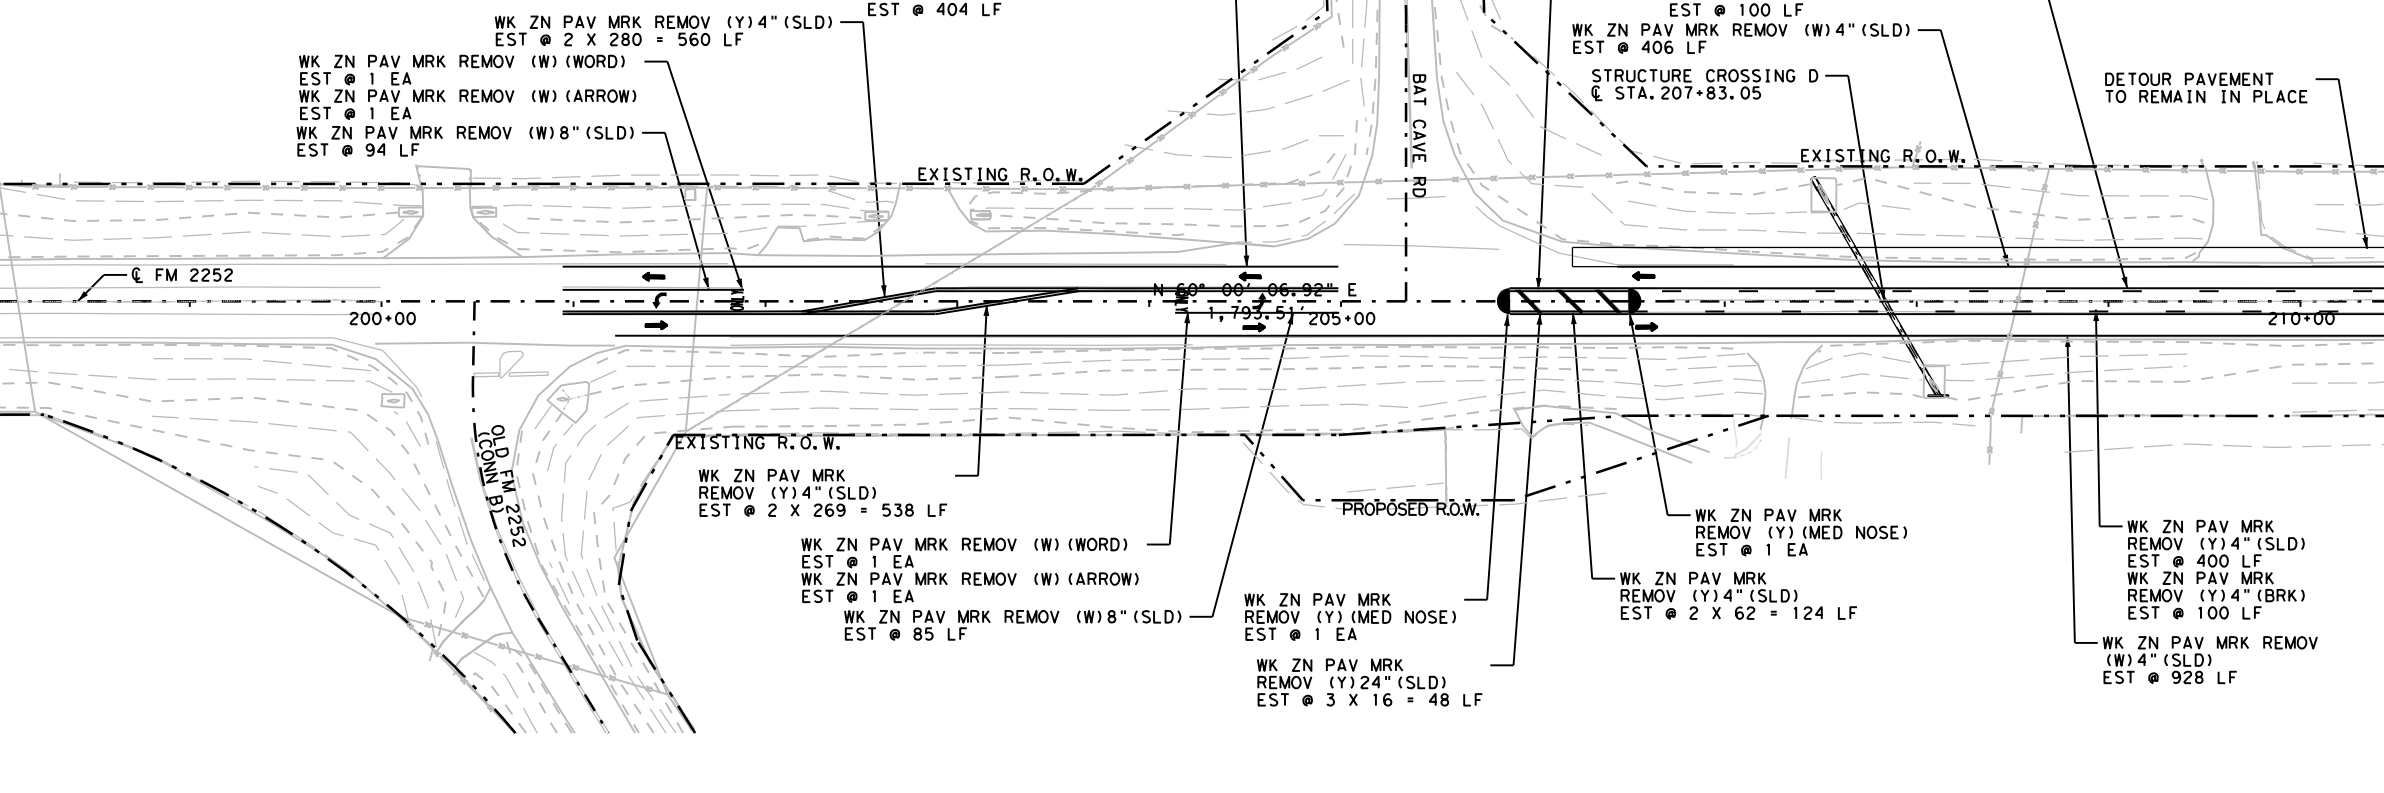 EST @ 404 LF
WK ZN PAV MRK REMOV (Y)4"(SLD)
EST @ 2 X 280 = 560 LF
WK ZN PAV MRK REMOV (W)(WORD)
EST @ 1 EA
WK ZN PAV MRK REMOV (W)(ARROW)
EST @ 1 EA
WK ZN PAV MRK REMOV (W)8"(SLD)
EST @ 94 LF
EST @ 100 LF
WK ZN PAV MRK REMOV (W)4"(SLD)
EST @ 406 LF
STRUCTURE CROSSING D
℄ STA.207+83.05
DETOUR PAVEMENT
TO REMAIN IN PLACE
BAT CAVE RD
EXISTING R.O.W.
EXISTING R.O.W.
℄ FM 2252
ONLY
N 60° 00' 06.92" E
1,793.51'
200+00
205+00
210+00
OLD FM 2252
(CONN B)
EXISTING R.O.W.
PROPOSED R.O.W.
WK ZN PAV MRK
REMOV (Y)4"(SLD)
EST @ 2 X 269 = 538 LF
WK ZN PAV MRK REMOV (W)(WORD)
EST @ 1 EA
WK ZN PAV MRK REMOV (W)(ARROW)
EST @ 1 EA
WK ZN PAV MRK REMOV (W)8"(SLD)
EST @ 85 LF
WK ZN PAV MRK
REMOV (Y)(MED NOSE)
EST @ 1 EA
WK ZN PAV MRK
REMOV (Y)24"(SLD)
EST @ 3 X 16 = 48 LF
WK ZN PAV MRK
REMOV (Y)(MED NOSE)
EST @ 1 EA
WK ZN PAV MRK
REMOV (Y)4"(SLD)
EST @ 2 X 62 = 124 LF
WK ZN PAV MRK
REMOV (Y)4"(SLD)
EST @ 400 LF
WK ZN PAV MRK
REMOV (Y)4"(BRK)
EST @ 100 LF
WK ZN PAV MRK REMOV
(W)4"(SLD)
EST @ 928 LF